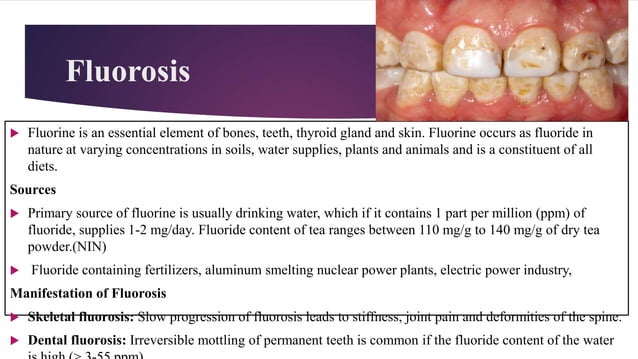 Fluorosis
Fluorine is an essential element of bones, teeth, thyroid gland and skin. Fluorine occurs as fluoride in
nature at varying concentrations in soils, water supplies, plants and animals and is a constituent of all
diets.
Sources
Primary source of fluorine is usually drinking water, which if it contains 1 part per million (ppm) of
fluoride, supplies 1-2 mg/day. Fluoride content of tea ranges between 110 mg/g to 140 mg/g of dry tea
powder.(NIN)
Fluoride containing fertilizers, aluminum smelting nuclear power plants, electric power industry,
Manifestation of Fluorosis
Skeletal fluorosis: Slow progression of fluorosis leads to stiffness, joint pain and deformities of the spine.
Dental fluorosis: Irreversible mottling of permanent teeth is common if the fluoride content of the water
is high (> 3-55 ppm)